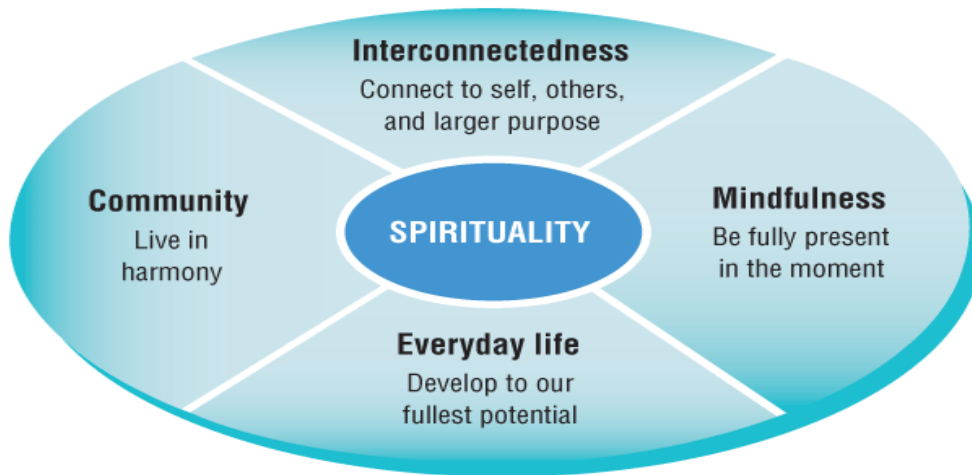 Interconnectedness
Connect to self, others,
and larger purpose
Community
Live in
harmony
SPIRITUALITY
Mindfulness
Be fully present
in the moment
Everyday life
Develop to our
fullest potential